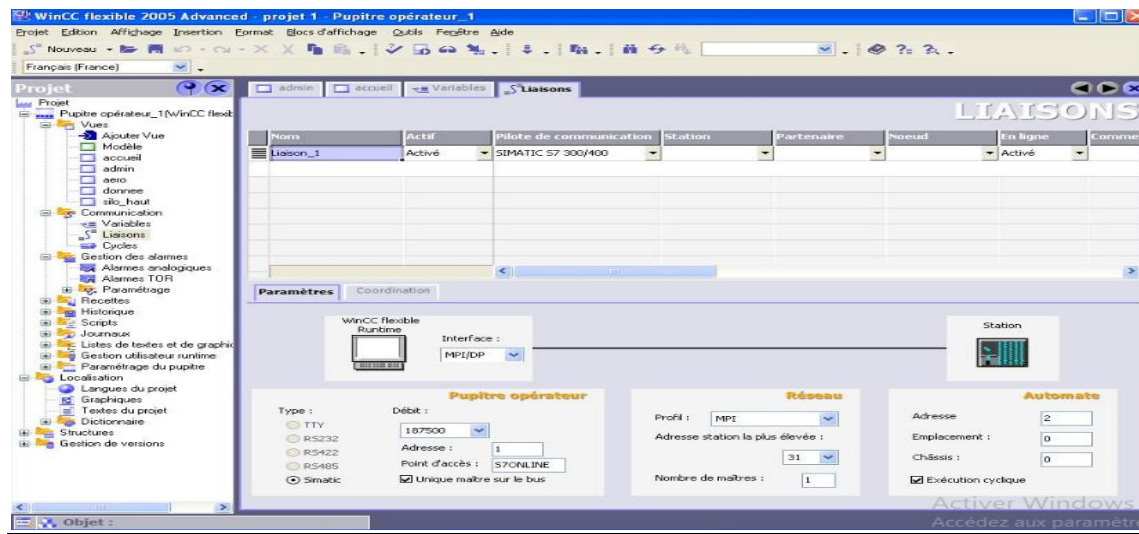 WinCC flexible 2005 Advanced - projet 1 - Pupitre opérateur_1
Projet Edition Affichage Insertion Format Blocs d'affichage Outils Fenêtre Aide
Nouveau
Français (France)
Projet
admin accueil Variables Liaisons
Projet
Pupitre opérateur_1(WinCC flexib
Vues
Ajouter Vue
Modèle
accueil
admin
aero
donnee
silo_haut
Communication
Variables
Liaisons
Cycles
Gestion des alarmes
Alarmes analogiques
Alarmes TOR
Paramétrage
Recettes
Historique
Scripts
Journaux
Listes de textes et de graphic
Gestion utilisateur runtime
Paramétrage du pupitre
Localisation
Langues du projet
Graphiques
Textes du projet
Dictionnaire
Structures
Gestion de versions
LIAISONS
Nom Actif Pilote de communication Station Partenaire Noeud En ligne Comme
Liaison_1 Activé SIMATIC S7 300/400 Activé
Paramètres Coordination
WinCC flexible
Runtime
Interface :
MPI/DP
Station
Pupitre opérateur
Type :
TTY
RS232
RS422
RS485
Simatic
Débit :
187500
Adresse : 1
Point d'accès : S7ONLINE
Unique maître sur le bus
Réseau
Profil : MPI
Adresse station la plus élevée :
31
Nombre de maîtres : 1
Automate
Adresse 2
Emplacement : 0
Châssis : 0
Exécution cyclique
Activer Windows
Accédez aux paramètre
Objet :